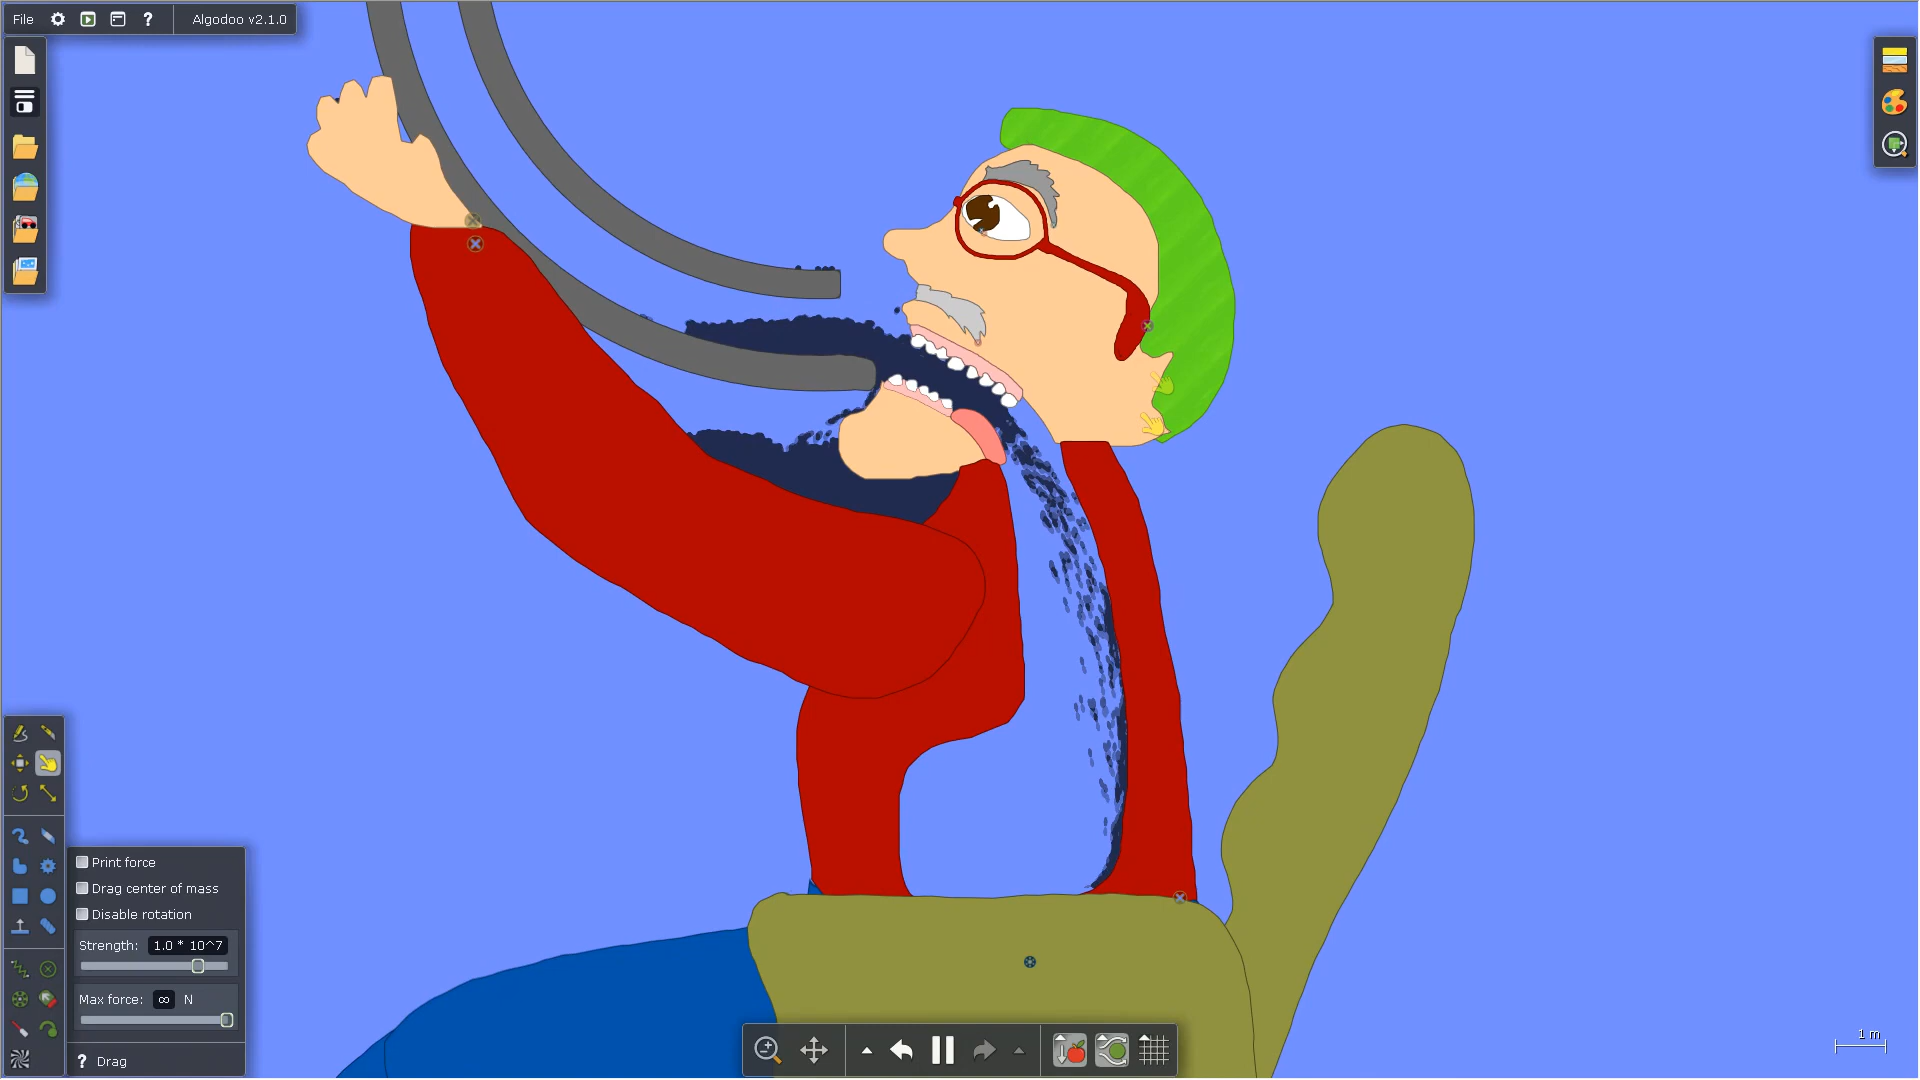 File ? Algodoo v2.1.0
Print force
Drag center of mass
Disable rotation
Strength: 1.0 * 10^7
Max force: ∞ N
? Drag
1 m